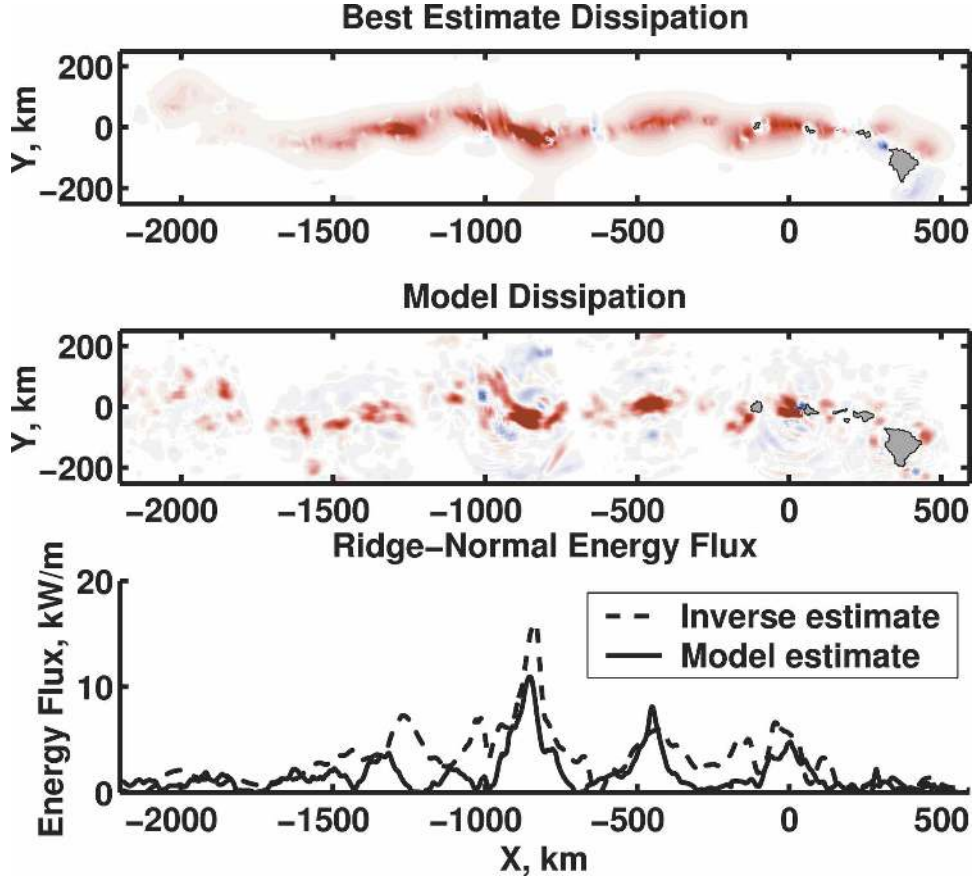 Best Estimate Dissipation
Y, km
200
0
−200
−2000 −1500 −1000 −500 0 500
Model Dissipation
Y, km
200
0
−200
−2000 −1500 −1000 −500 0 500
Ridge−Normal Energy Flux
Energy Flux, kW/m
20
10
0
Inverse estimate
Model estimate
−2000 −1500 −1000 −500 0 500
X, km